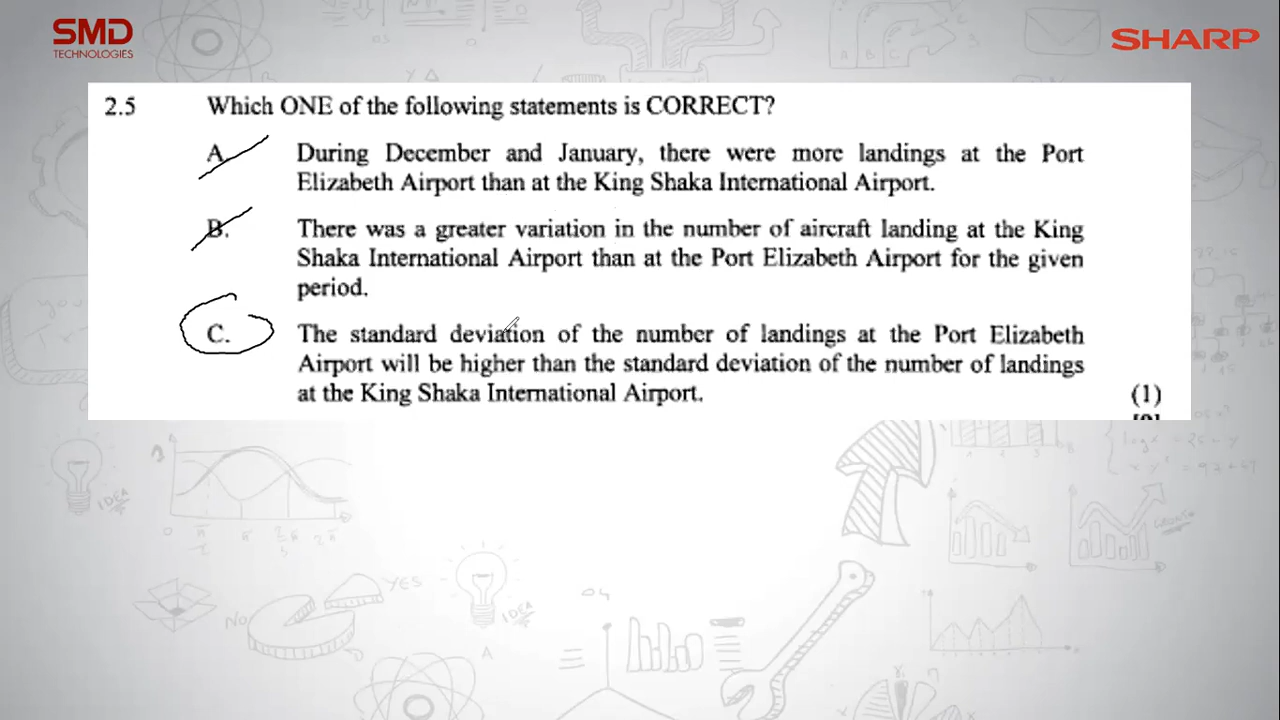 SMD
TECHNOLOGIES
SHARP
2.5 Which ONE of the following statements is CORRECT?
A. During December and January, there were more landings at the Port
Elizabeth Airport than at the King Shaka International Airport.
B. There was a greater variation in the number of aircraft landing at the King
Shaka International Airport than at the Port Elizabeth Airport for the given
period.
C. The standard deviation of the number of landings at the Port Elizabeth
Airport will be higher than the standard deviation of the number of landings
at the King Shaka International Airport. (1)
IDEA
YES
No
IDEA
A